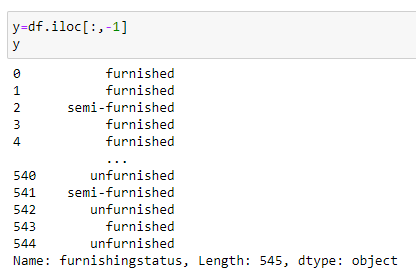 y=df.iloc[:,-1]
y
0 furnished
1 furnished
2 semi-furnished
3 furnished
4 furnished
...
540 unfurnished
541 semi-furnished
542 unfurnished
543 furnished
544 unfurnished
Name: furnishingstatus, Length: 545, dtype: object